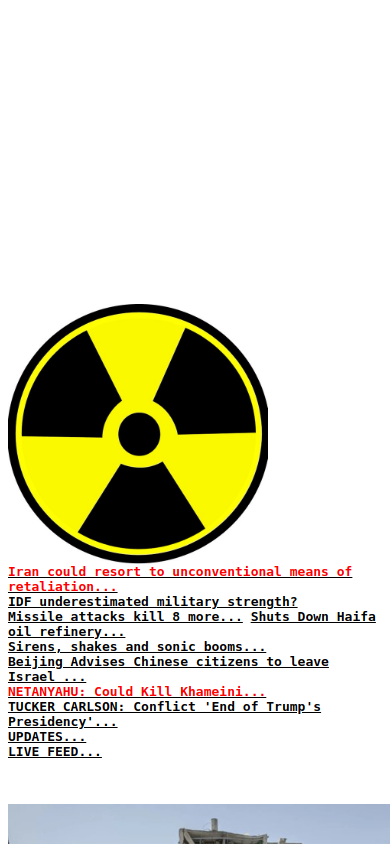 Iran could resort to unconventional means of
retaliation...
IDF underestimated military strength?
Missile attacks kill 8 more... Shuts Down Haifa
oil refinery...
Sirens, shakes and sonic booms...
Beijing Advises Chinese citizens to leave
Israel ...
NETANYAHU: Could Kill Khameini...
TUCKER CARLSON: Conflict 'End of Trump's
Presidency'...
UPDATES...
LIVE FEED...